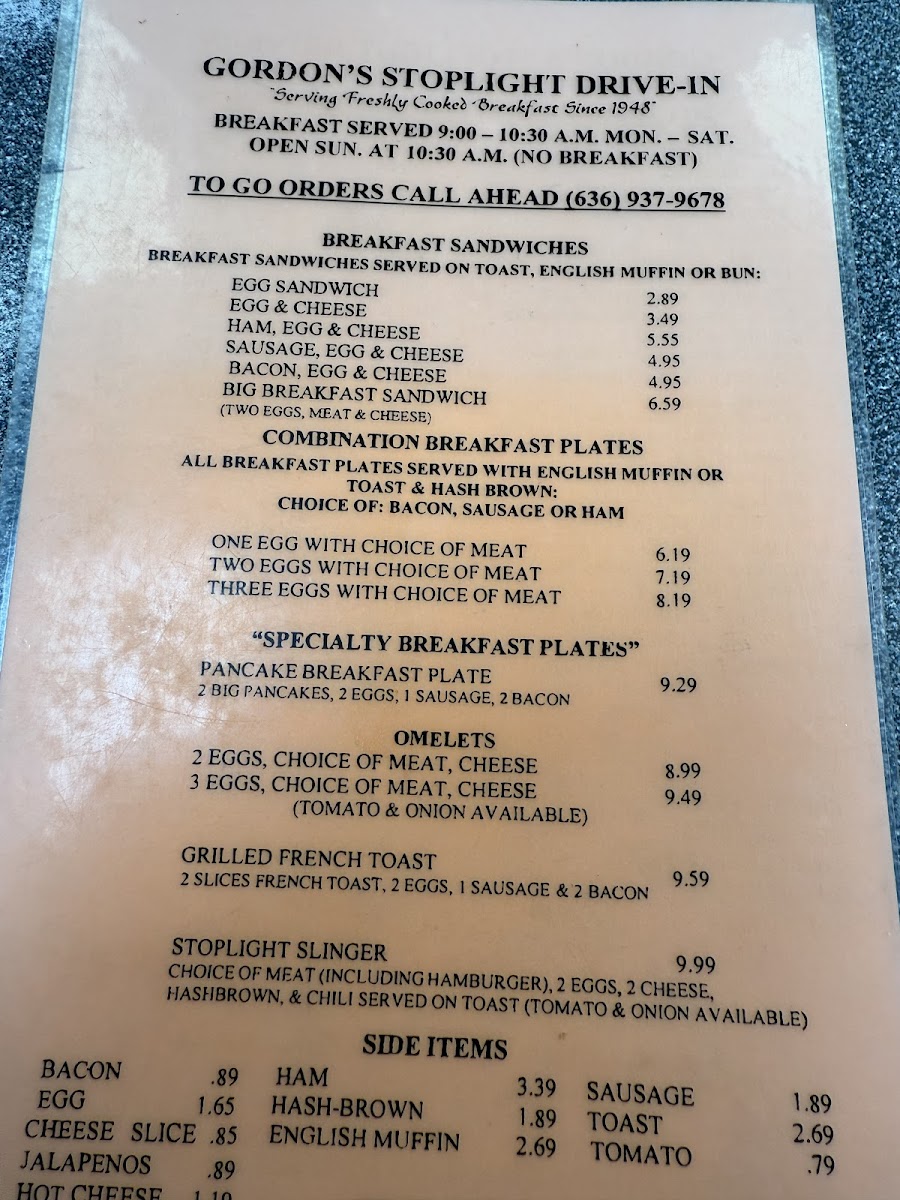 GORDON'S STOPLIGHT DRIVE-IN
"Serving Freshly Cooked Breakfast Since 1948"
BREAKFAST SERVED 9:00 – 10:30 A.M. MON. – SAT.
OPEN SUN. AT 10:30 A.M. (NO BREAKFAST)
TO GO ORDERS CALL AHEAD (636) 937-9678
BREAKFAST SANDWICHES
BREAKFAST SANDWICHES SERVED ON TOAST, ENGLISH MUFFIN OR BUN:
EGG SANDWICH 2.89
EGG & CHEESE 3.49
HAM, EGG & CHEESE 5.55
SAUSAGE, EGG & CHEESE 4.95
BACON, EGG & CHEESE 4.95
BIG BREAKFAST SANDWICH 6.59
(TWO EGGS, MEAT & CHEESE)
COMBINATION BREAKFAST PLATES
ALL BREAKFAST PLATES SERVED WITH ENGLISH MUFFIN OR
TOAST & HASH BROWN:
CHOICE OF: BACON, SAUSAGE OR HAM
ONE EGG WITH CHOICE OF MEAT 6.19
TWO EGGS WITH CHOICE OF MEAT 7.19
THREE EGGS WITH CHOICE OF MEAT 8.19
"SPECIALTY BREAKFAST PLATES"
PANCAKE BREAKFAST PLATE 9.29
2 BIG PANCAKES, 2 EGGS, 1 SAUSAGE, 2 BACON
OMELETS
2 EGGS, CHOICE OF MEAT, CHEESE 8.99
3 EGGS, CHOICE OF MEAT, CHEESE 9.49
(TOMATO & ONION AVAILABLE)
GRILLED FRENCH TOAST 9.59
2 SLICES FRENCH TOAST, 2 EGGS, 1 SAUSAGE & 2 BACON
STOPLIGHT SLINGER 9.99
CHOICE OF MEAT (INCLUDING HAMBURGER), 2 EGGS, 2 CHEESE,
HASHBROWN, & CHILI SERVED ON TOAST (TOMATO & ONION AVAILABLE)
SIDE ITEMS
BACON .89 HAM 3.39 SAUSAGE 1.89
EGG 1.65 HASH-BROWN 1.89 TOAST 2.69
CHEESE SLICE .85 ENGLISH MUFFIN 2.69 TOMATO .79
JALAPENOS .89
HOT CHEESE 1.10